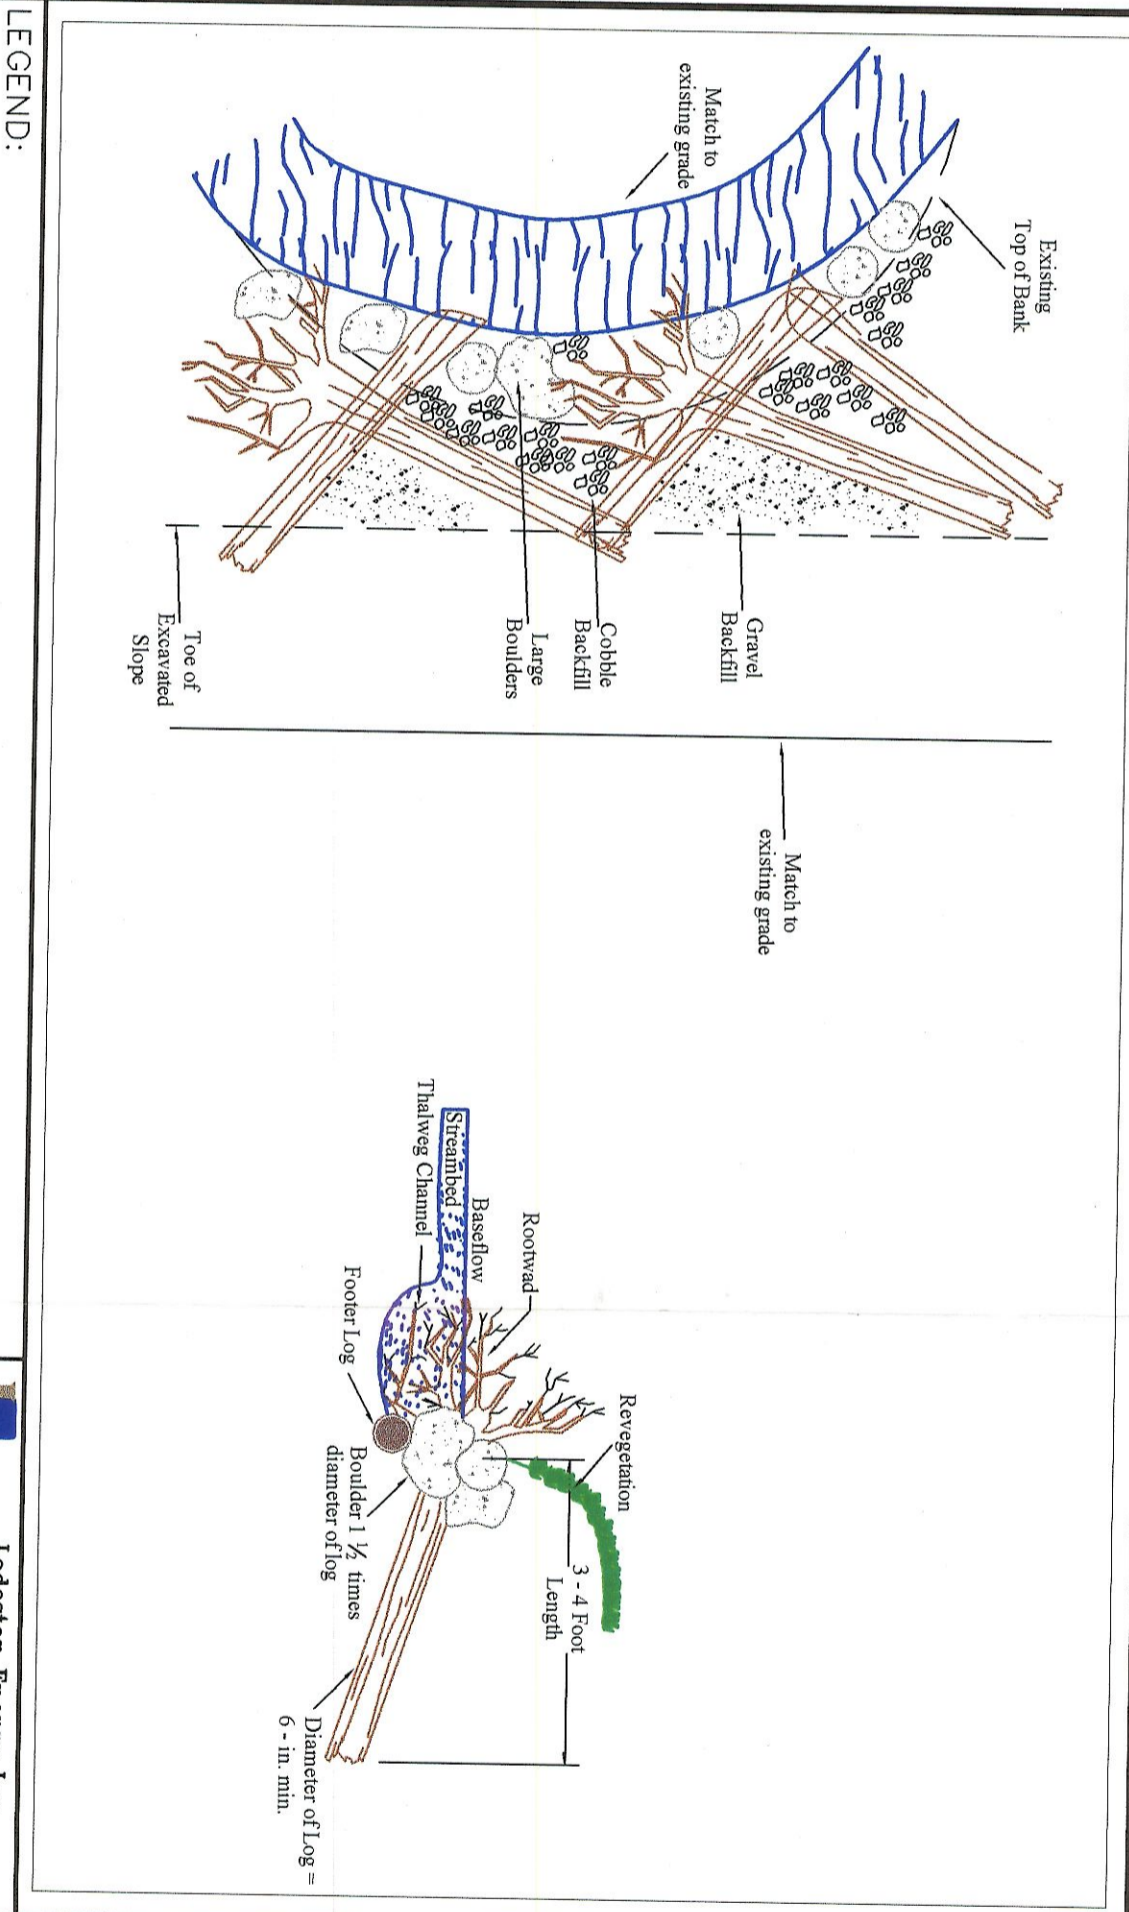 Existing
Top of Bank
Match to
existing grade
Gravel
Backfill
Cobble
Backfill
Large
Boulders
Toe of
Excavated
Slope
Match to
existing grade
Revegetation
Rootwad
Baseflow
Streambed
Thalweg Channel
Footer Log
3 - 4 Foot
Length
Boulder 1 ½ times
diameter of log
Diameter of Log =
6 - in. min.
LEGEND: